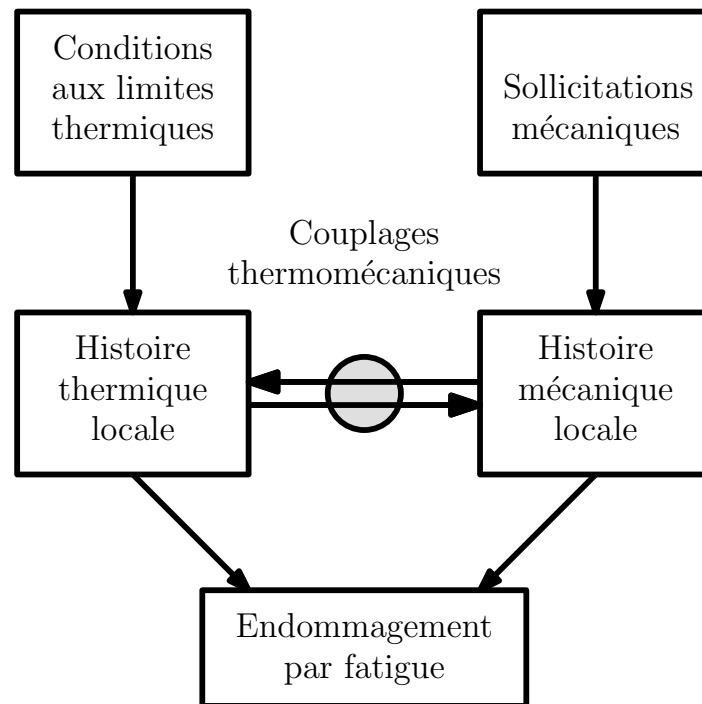 Conditions
aux limites
thermiques
Sollicitations
mécaniques
Couplages
thermomécaniques
Histoire
thermique
locale
Histoire
mécanique
locale
Endommagement
par fatigue